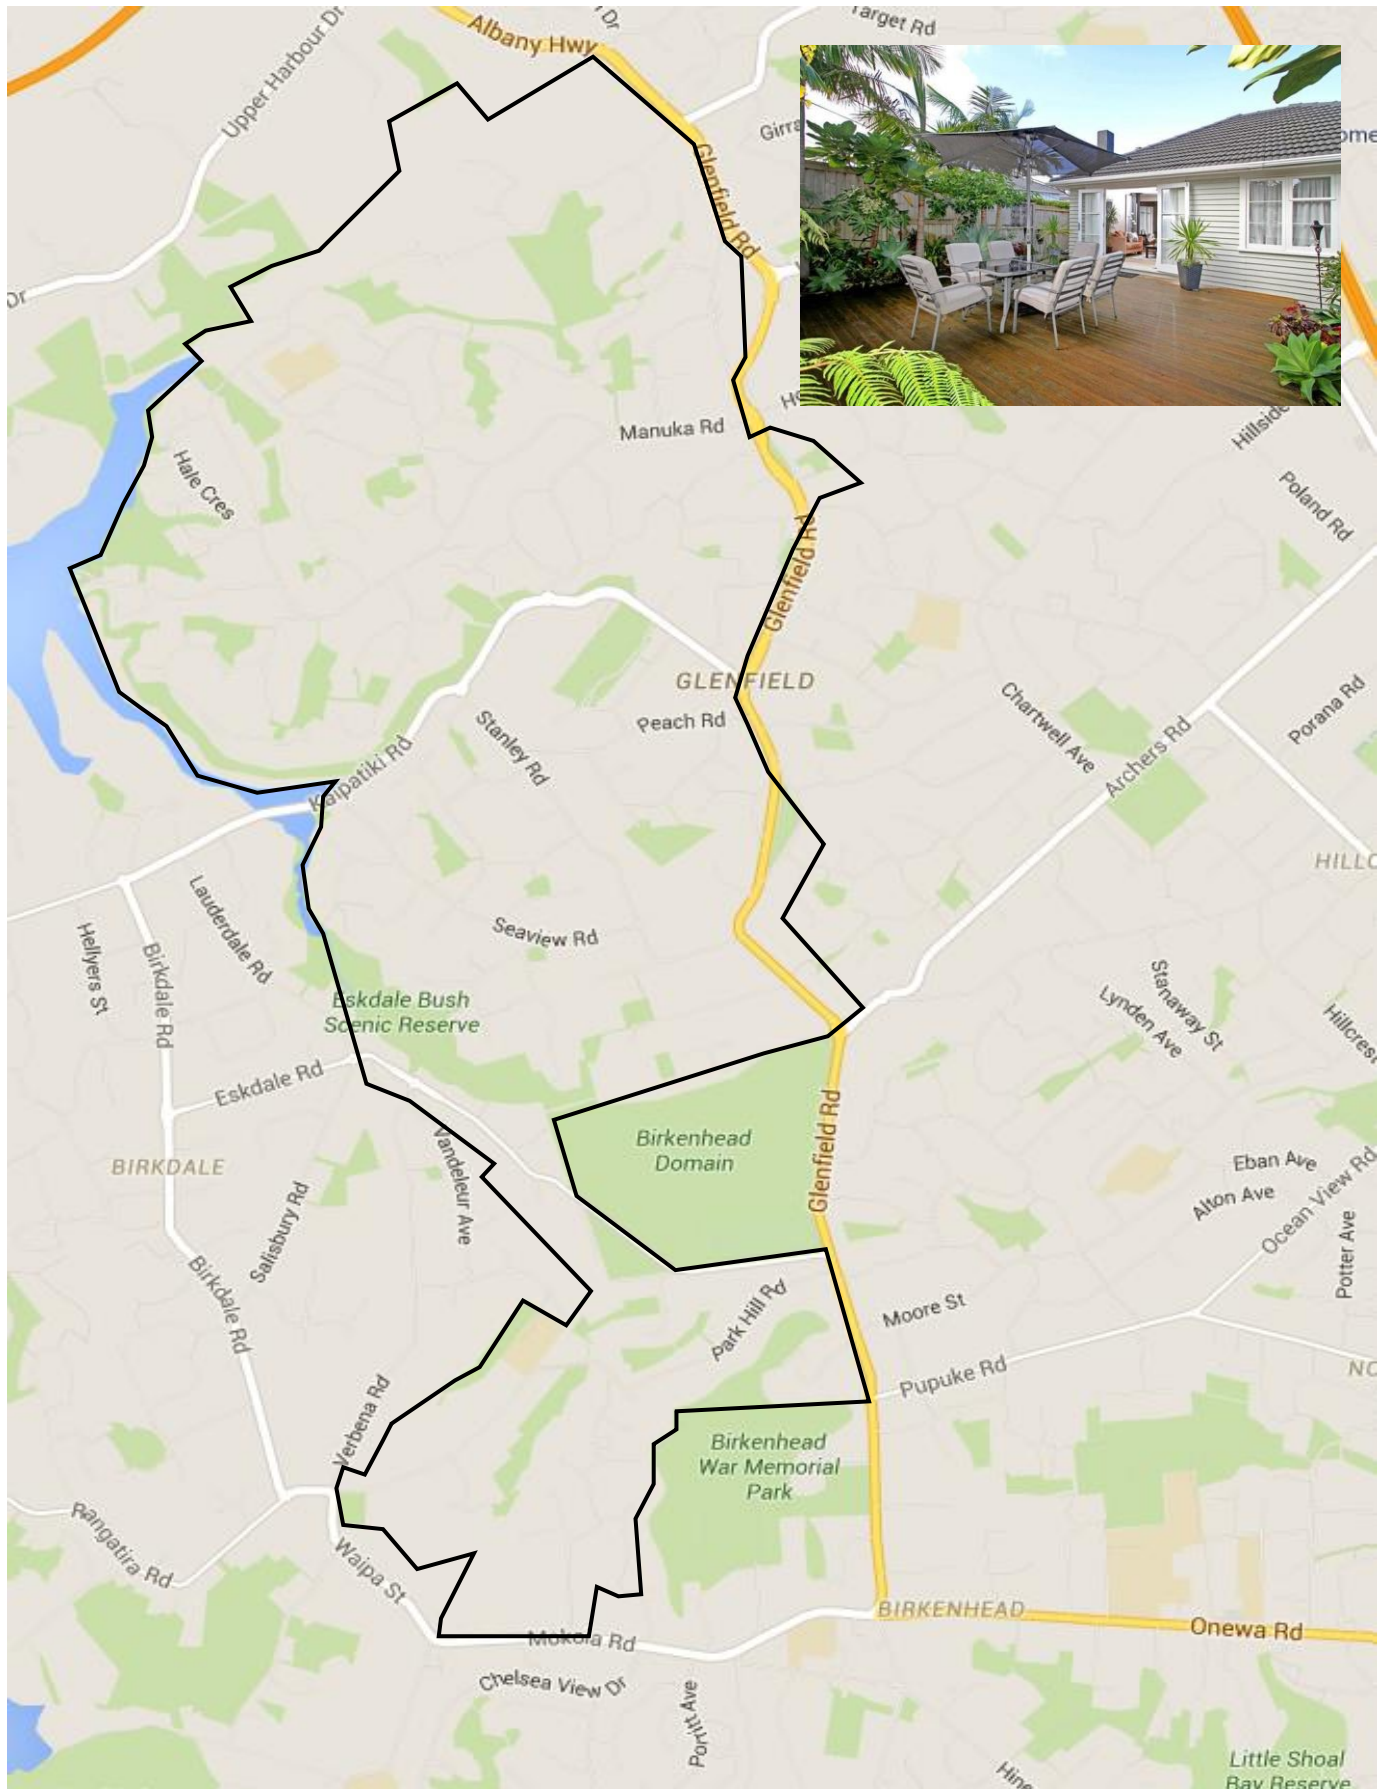 Albany Hwy
Dr
Target Rd
Upper Harbour Dr
Glenfield Rd
Dr
Manuka Rd
Hale Cres
Hillside
Poland Rd
Glenfield Rd
GLENFIELD
Peach Rd
Stanley Rd
Chartwell Ave
Porana Rd
Archers Rd
Kaipatiki Rd
Lauderdale Rd
Hellyers St
Birkdale Rd
Seaview Rd
Eskdale Bush
Scenic Reserve
Stanaway St
Lynden Ave
Hillcrest
Eskdale Rd
Glenfield Rd
Birkenhead
Domain
BIRKDALE
Vandeleur Ave
Salisbury Rd
Eban Ave
Alton Ave
Ocean View Rd
Potter Ave
Birkdale Rd
Park Hill Rd
Moore St
Pupuke Rd
Verbena Rd
Birkenhead
War Memorial
Park
Rangatira Rd
Waipa St
BIRKENHEAD
Onewa Rd
Mokoia Rd
Chelsea View Dr
Porritt Ave
Little Shoal
Bay Reserve